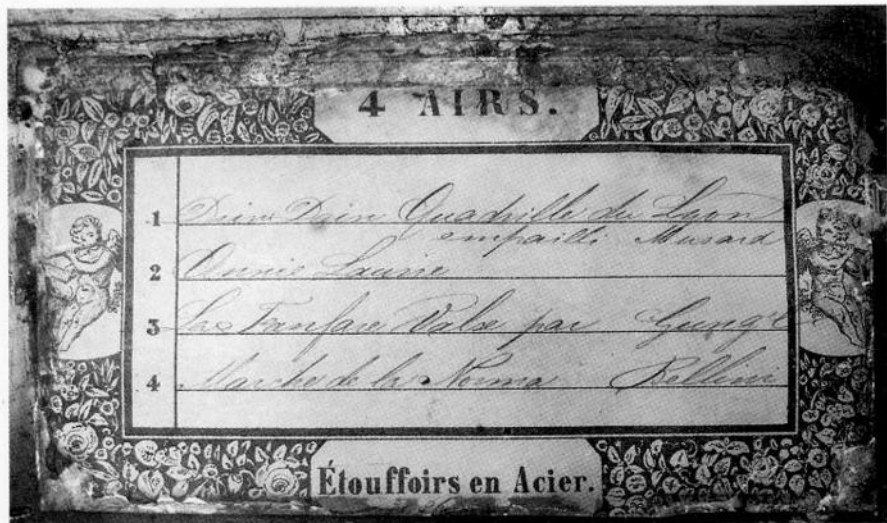 4 AIRS.
1 Quadrille du Lyon
empaillé Musard
2 Annie Laurie
3 La Fanfare Valse par Gung'l
4 Marche de la Norma Bellini
Étouffoirs en Acier.